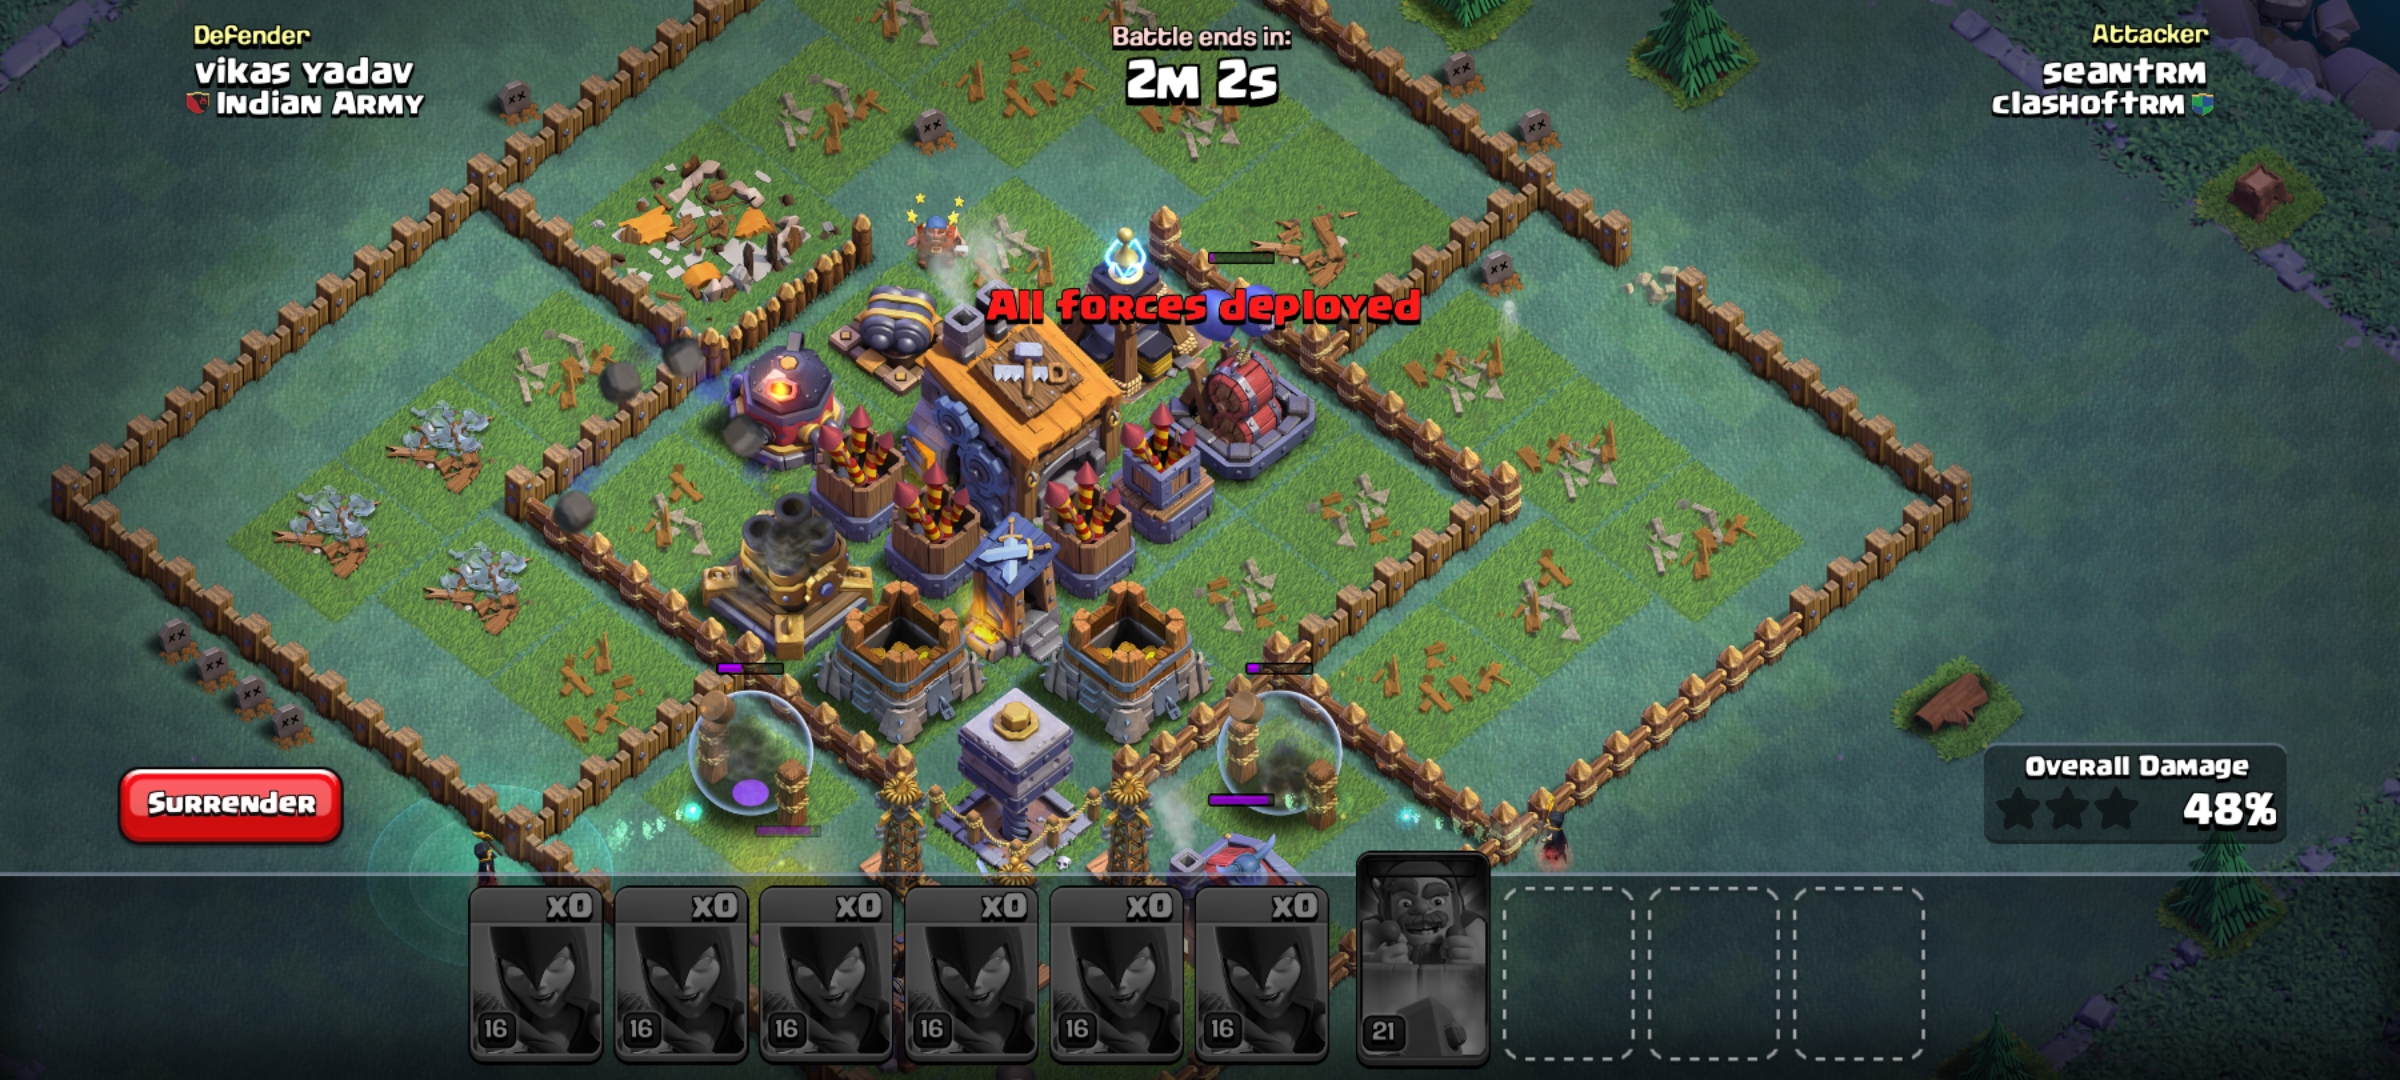 Defender
vikas yadav
Indian Army
Battle ends in:
2M 2s
Attacker
seantRM
clashoftRM
All forces deployed
Surrender
Overall Damage
48%
x0
x0
x0
x0
x0
x0
16
16
16
16
16
16
21